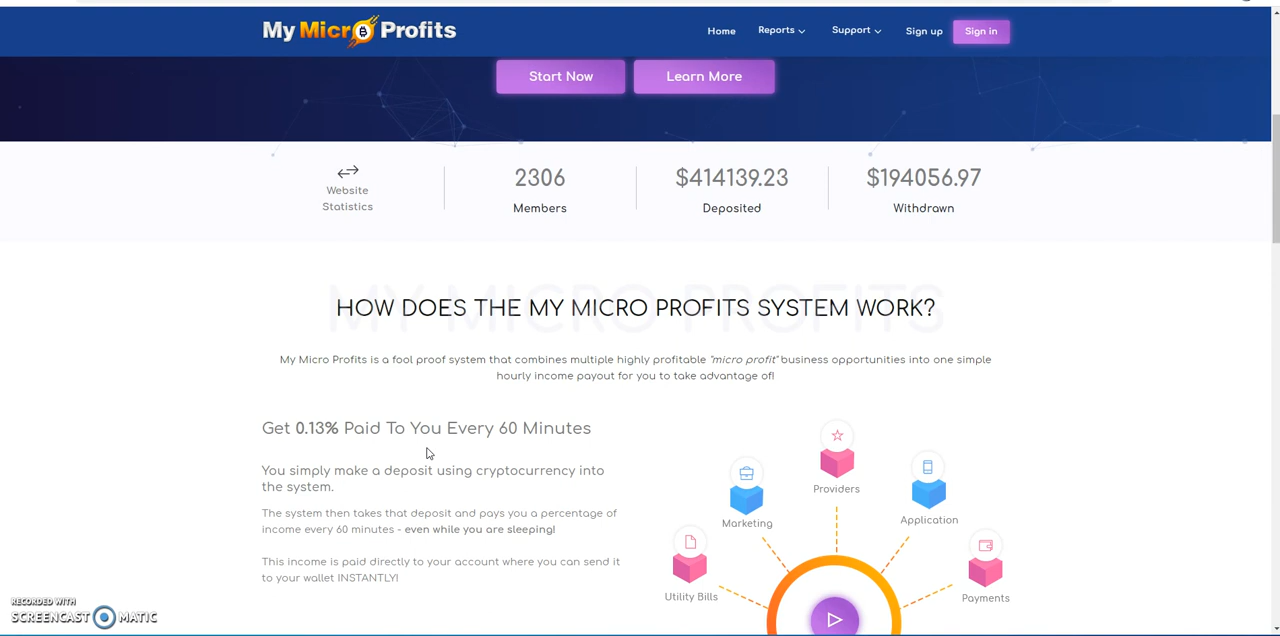 My Micro Profits
Home
Reports
Support
Sign up
Sign in
Start Now
Learn More
Website
Statistics
2306
Members
$414139.23
Deposited
$194056.97
Withdrawn
MY MICRO PROFITS
HOW DOES THE MY MICRO PROFITS SYSTEM WORK?
My Micro Profits is a fool proof system that combines multiple highly profitable "micro profit" business opportunities into one simple
hourly income payout for you to take advantage of!
Get 0.13% Paid To You Every 60 Minutes
You simply make a deposit using cryptocurrency into
the system.
The system then takes that deposit and pays you a percentage of
income every 60 minutes - even while you are sleeping!
This income is paid directly to your account where you can send it
to your wallet INSTANTLY!
Providers
Marketing
Application
Utility Bills
Payments
RECORDED WITH
SCREENCAST MATIC